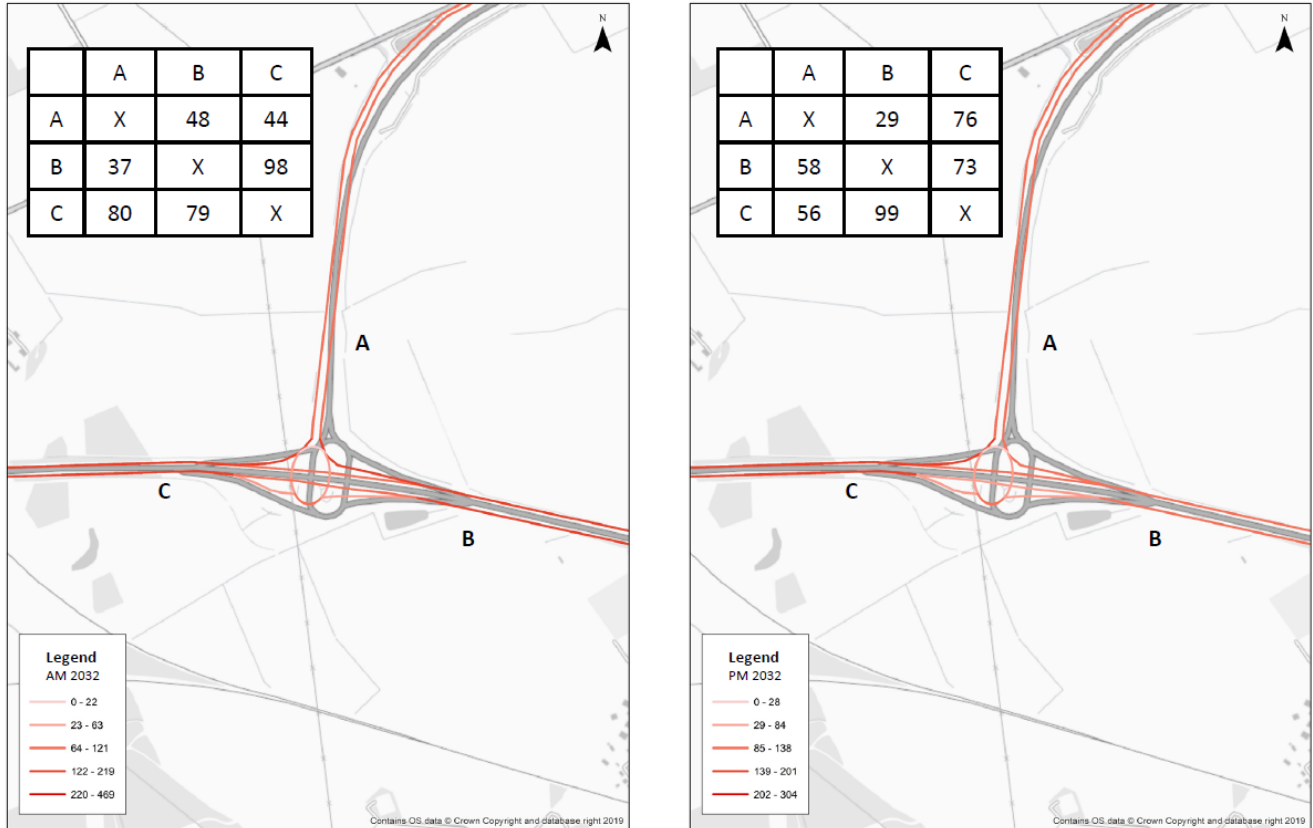 N
A B C
A X 48 44
B 37 X 98
C 80 79 X
A
C
B
Legend
AM 2032
0 - 22
23 - 63
64 - 121
122 - 219
220 - 469
Contains OS data © Crown Copyright and database right 2019
N
A B C
A X 29 76
B 58 X 73
C 56 99 X
A
C
B
Legend
PM 2032
0 - 28
29 - 84
85 - 138
139 - 201
202 - 304
Contains OS data © Crown Copyright and database right 2019